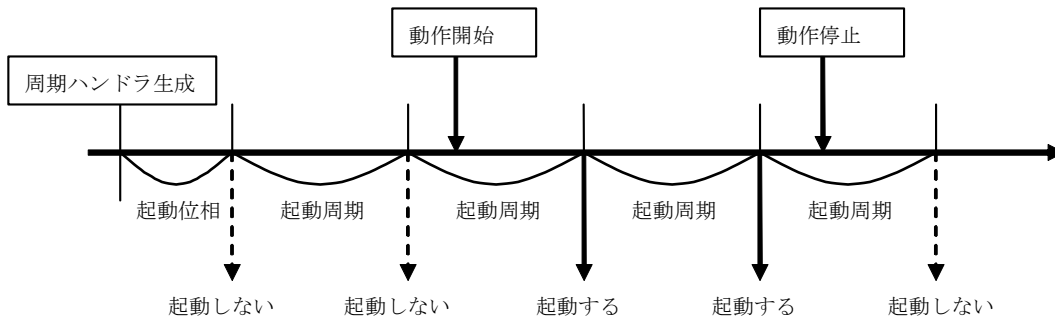 動作開始
動作停止
周期ハンドラ生成
起動位相
起動周期
起動周期
起動周期
起動周期
起動しない
起動しない
起動する
起動する
起動しない